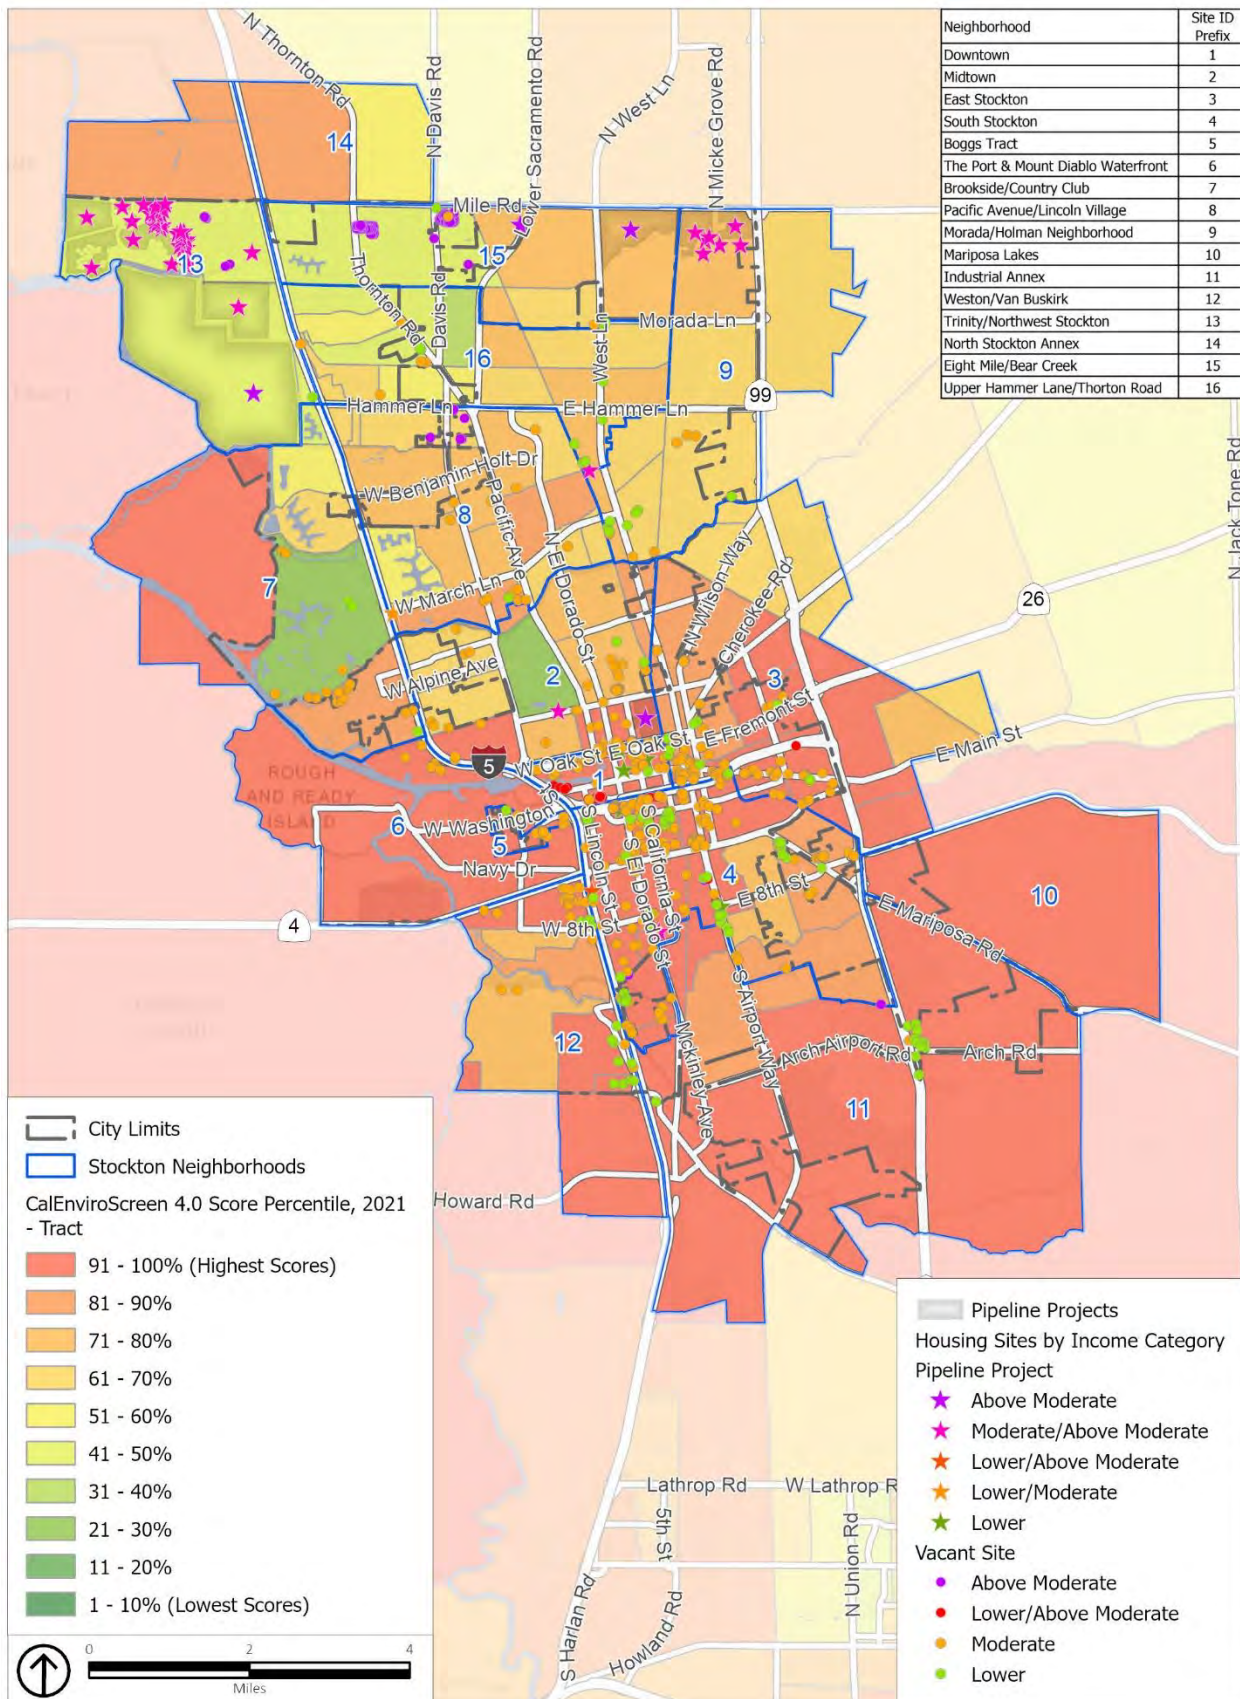 Neighborhood Site ID Prefix
Downtown 1
Midtown 2
East Stockton 3
South Stockton 4
Boggs Tract 5
The Port & Mount Diablo Waterfront 6
Brookside/Country Club 7
Pacific Avenue/Lincoln Village 8
Morada/Holman Neighborhood 9
Mariposa Lakes 10
Industrial Annex 11
Weston/Van Buskirk 12
Trinity/Northwest Stockton 13
North Stockton Annex 14
Eight Mile/Bear Creek 15
Upper Hammer Lane/Thorton Road 16
N Thornton Rd
N Davis Rd
Lower Sacramento Rd
N West Ln
N Micke Grove Rd
14
Mile Rd
13
15
Thornton Rd
Davis Rd
West Ln
Morada Ln
16
9
99
Hammer Ln
E Hammer Ln
W Benjamin Holt Dr
8
Pacific Ave
N El Dorado St
N Wilson Way
Cherokee Rd
N Jack Tone Rd
7
W March Ln
26
W Alpine Ave
2
3
E Fremont St
E Main St
W Oak St
E Oak St
5
ROUGH
AND READY
ISLAND
1
6
W Washington St
5
Navy Dr
S Lincoln St
S El Dorado St
S California St
4
E 8th St
10
E Mariposa Rd
4
W 8th St
12
S Airport Way
Mckinley Ave
Arch Airport Rd
Arch Rd
11
Howard Rd
Lathrop Rd
W Lathrop R
5th St
N Union Rd
S Harlan Rd
Howland Rd
City Limits
Stockton Neighborhoods
CalEnviroScreen 4.0 Score Percentile, 2021
- Tract
91 - 100% (Highest Scores)
81 - 90%
71 - 80%
61 - 70%
51 - 60%
41 - 50%
31 - 40%
21 - 30%
11 - 20%
1 - 10% (Lowest Scores)
0 2 4
Miles
Pipeline Projects
Housing Sites by Income Category
Pipeline Project
Above Moderate
Moderate/Above Moderate
Lower/Above Moderate
Lower/Moderate
Lower
Vacant Site
Above Moderate
Lower/Above Moderate
Moderate
Lower